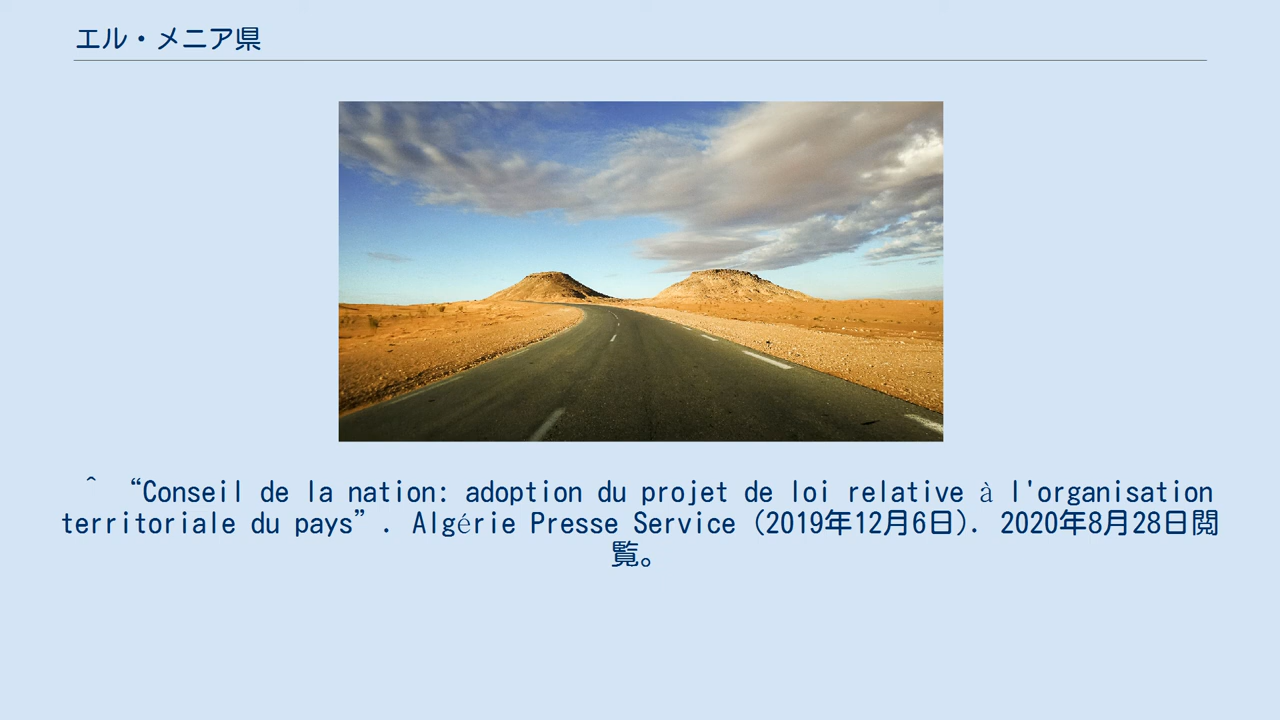 エル・メニア県
^ “Conseil de la nation: adoption du projet de loi relative à l'organisation
territoriale du pays”. Algérie Presse Service (2019年12月6日). 2020年8月28日閲
覧。